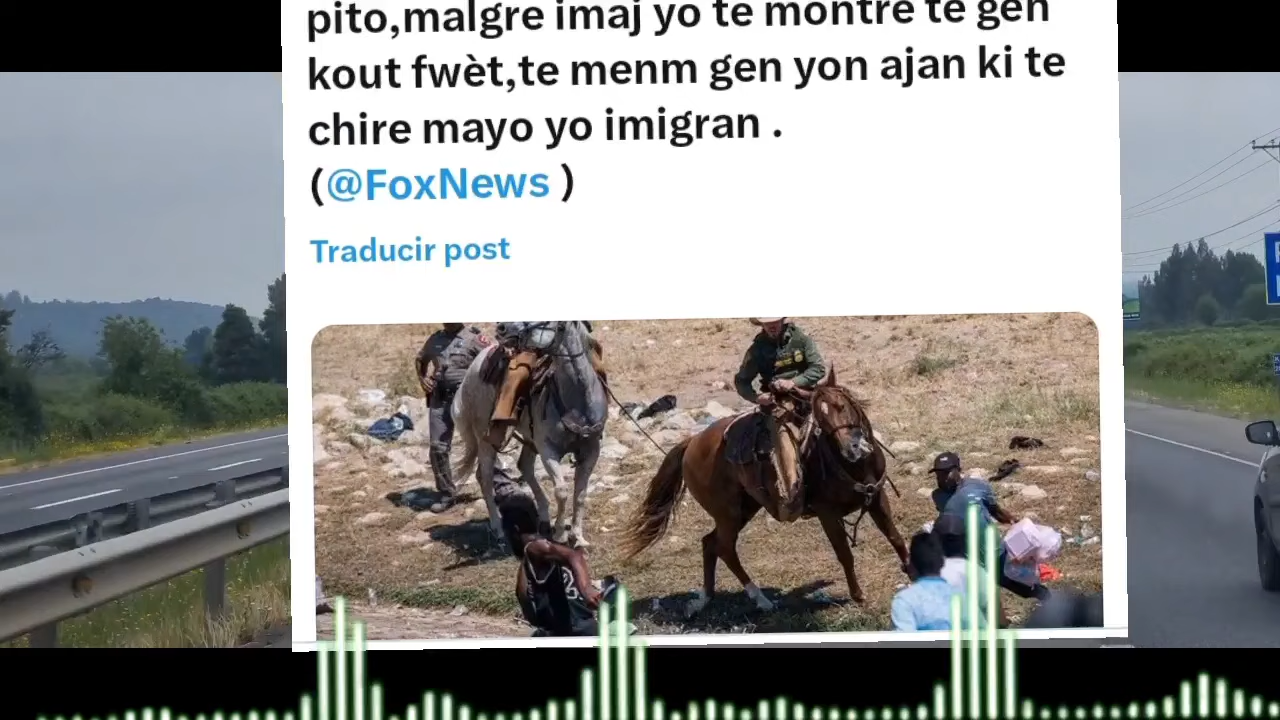 pito,malgre imaj yo te montre te gen
kout fwèt,te menm gen yon ajan ki te
chire mayo yo imigran .
(@FoxNews )
Traducir post